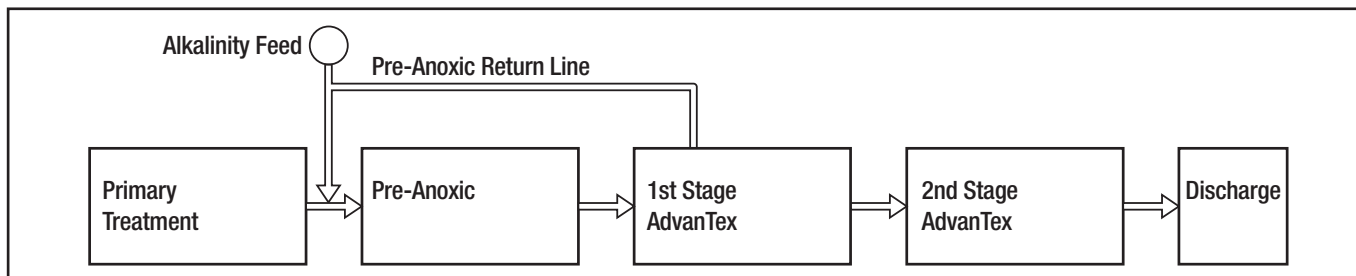 Alkalinity Feed
Pre-Anoxic Return Line
Primary
Treatment
Pre-Anoxic
1st Stage
AdvanTex
2nd Stage
AdvanTex
Discharge